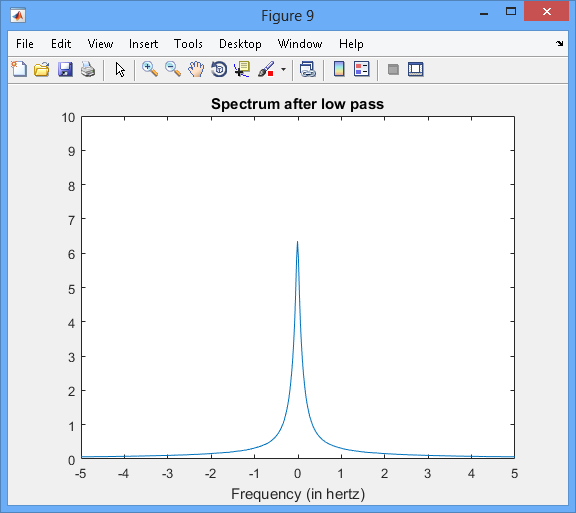 Figure 9
File Edit View Insert Tools Desktop Window Help
Spectrum after low pass
10
9
8
7
6
5
4
3
2
1
0
-5 -4 -3 -2 -1 0 1 2 3 4 5
Frequency (in hertz)